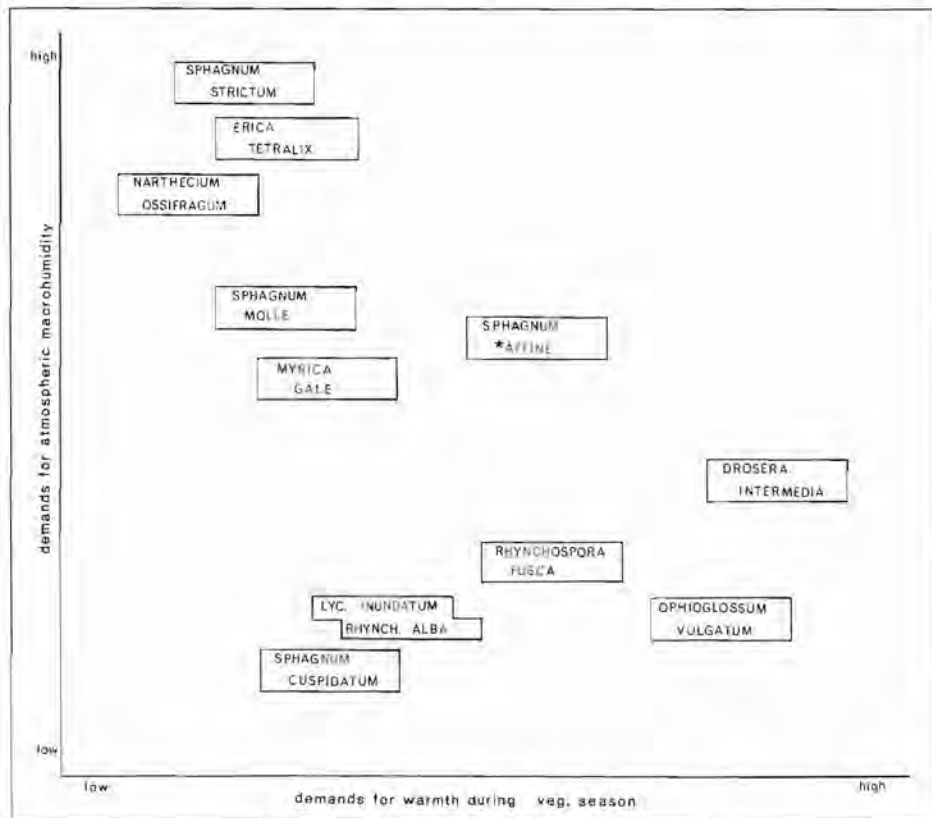 high
SPHAGNUM
STRICTUM
ERICA
TETRALIX
NARTHECIUM
OSSIFRAGUM
SPHAGNUM
MOLLE
SPHAGNUM
*AFFINE
MYRICA
GALE
DROSERA
INTERMEDIA
RHYNCHOSPORA
FUSCA
LYC. INUNDATUM
RHYNCH. ALBA
OPHIOGLOSSUM
VULGATUM
SPHAGNUM
CUSPIDATUM
demands for atmospheric macrohumidity
low
low
high
demands for warmth during veg. season